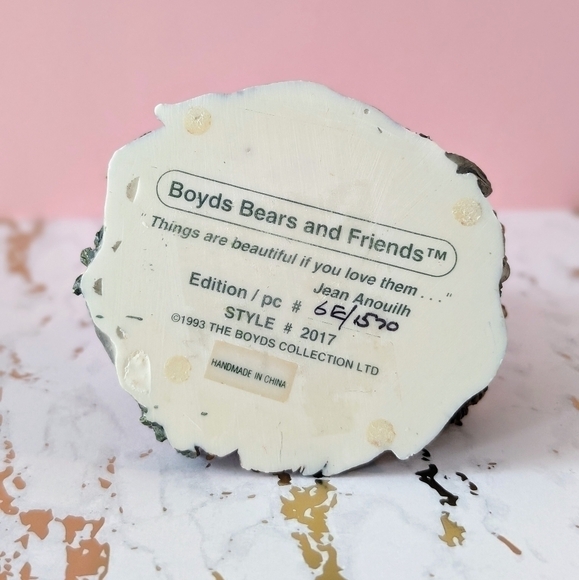 Boyds Bears and Friends™
"Things are beautiful if you love them . . ."
Jean Anouilh
Edition / pc # 6E/1530
STYLE # 2017
©1993 THE BOYDS COLLECTION LTD
HANDMADE IN CHINA